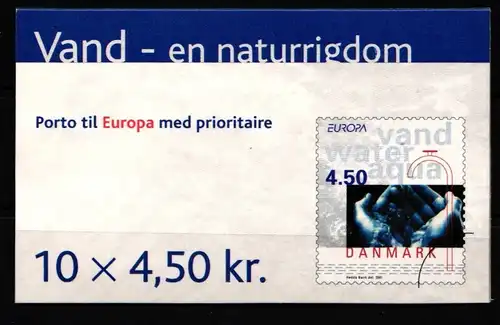 Vand - en naturrigdom
Porto til Europa med prioritaire
10 × 4,50 kr.
EUROPA
vand
water
aqua
4.50
DANMARK